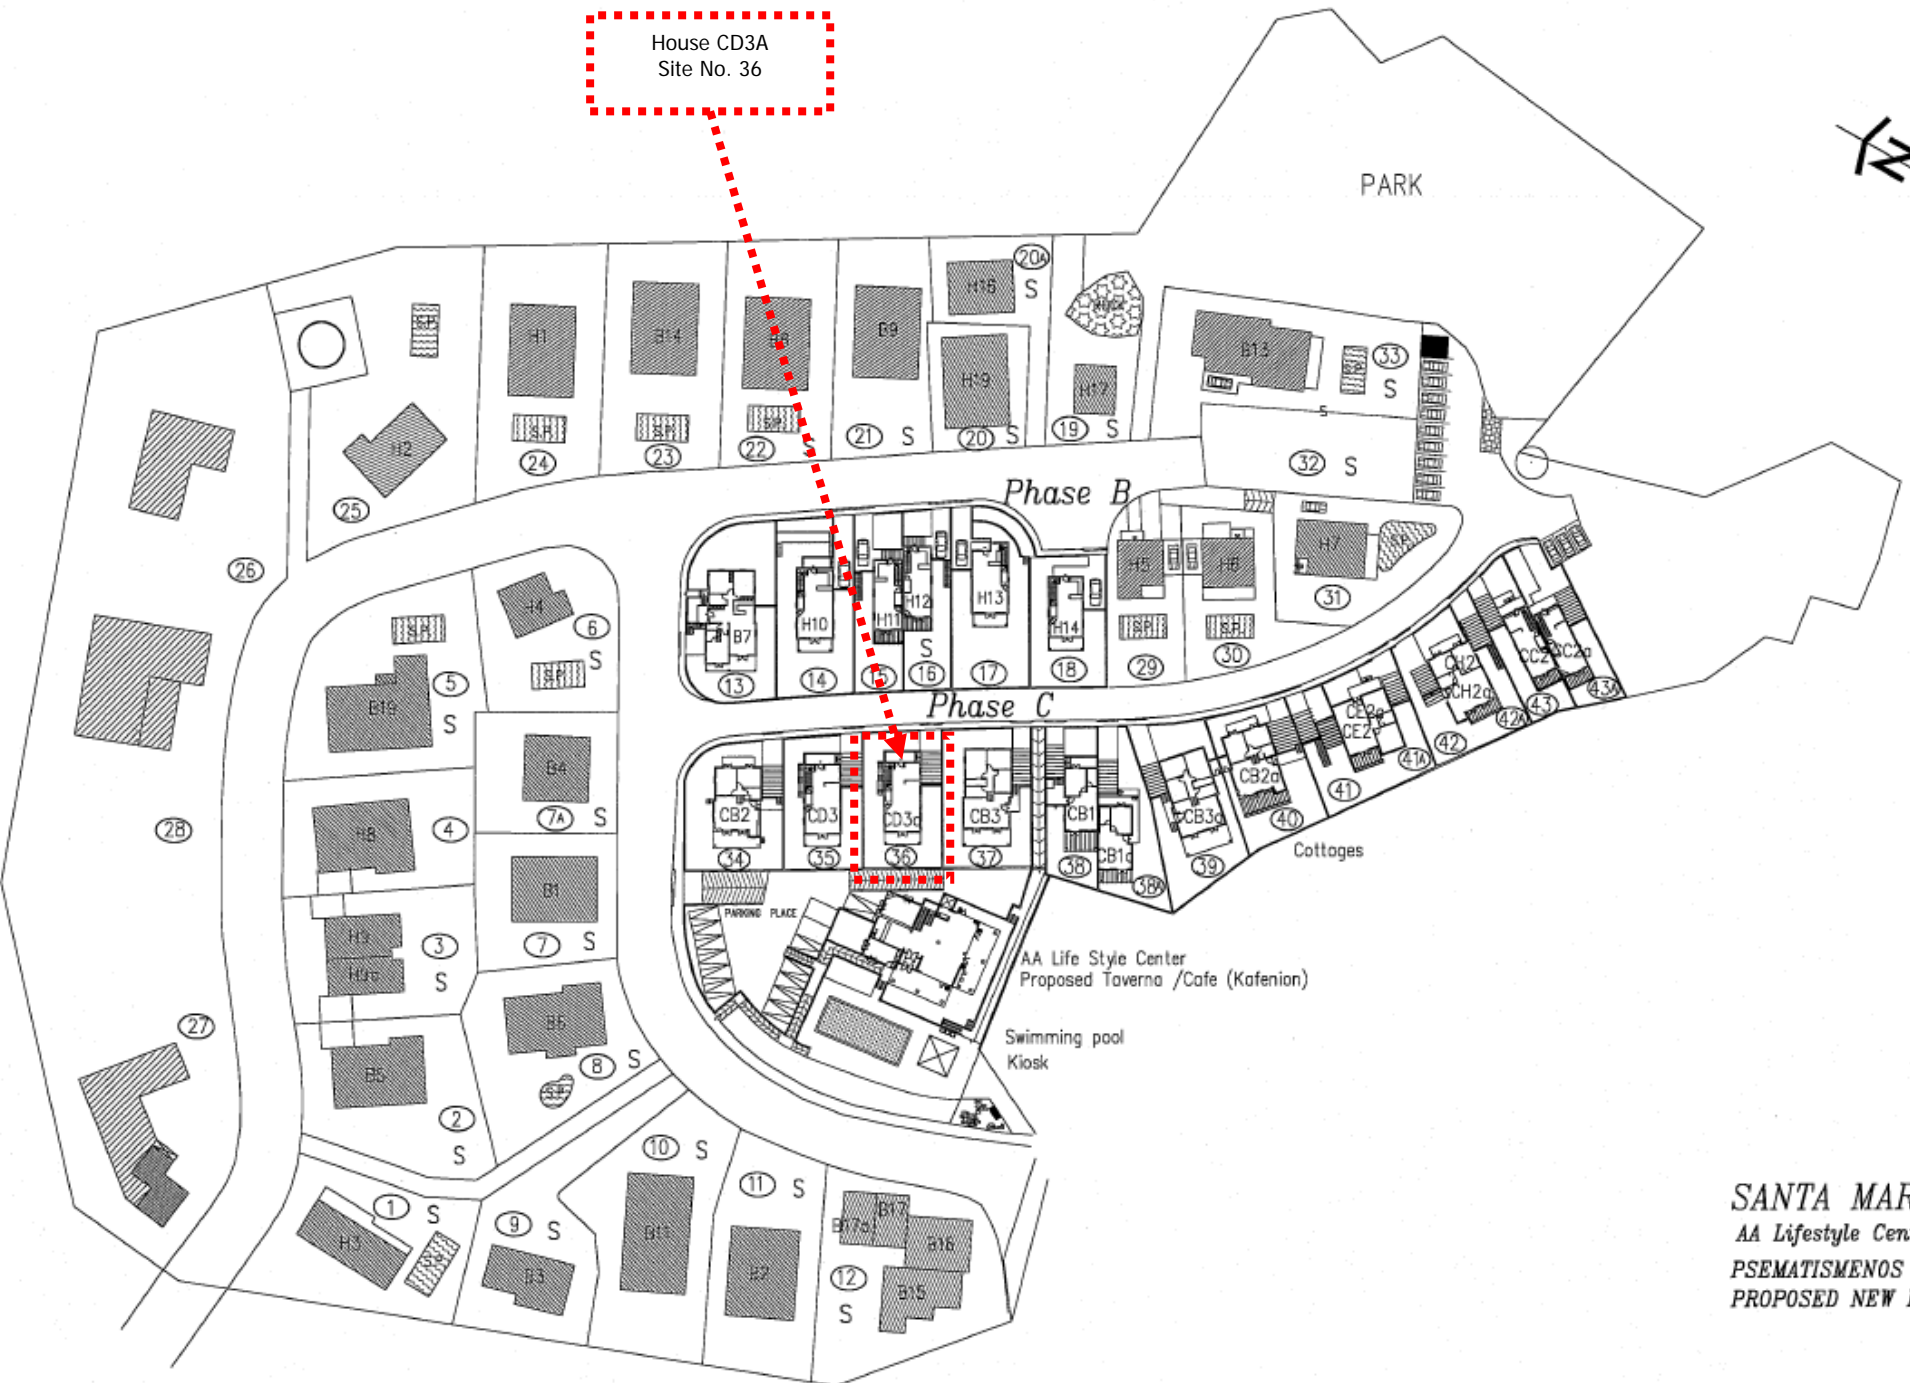 House CD3A
Site No. 36
PARK
N
20A
H16
S
S.P.
H1
B14
B9
H19
H17
B13
S.P.
33
S
S
H2
S.P.
S.P.
S.P.
24
23
22
S
21
S
20
S
19
S
32
S
25
Phase B
26
H4
6
S
S.P.
S.P.
5
S
B7
H10
H11
H12
H13
H14
H5
H6
H7
S
13
14
15
16
17
18
29
30
31
S.P.
S.P.
Phase C
CH2
CH2a
CC2
CC2a
43A
43
42A
42
CE2a
CE2
41A
41
B4
7A
S
CB2
CD3
CD3a
CB3
CB1
CB1a
CB3a
CB2a
34
35
36
37
38
38A
39
40
Cottages
28
H8
4
B1
7
S
PARKING PLACE
H9
3
S
AA Life Style Center
Proposed Taverna /Cafe (Kafenion)
Swimming pool
Kiosk
27
B6
8
S
S.P.
B5
2
S
10
S
11
S
1
S
9
S
H3
B3
B11
B2
12
S
B17a
B17
B16
B15
SANTA MAR
AA Lifestyle Cen
PSEMATISMENOS
PROPOSED NEW